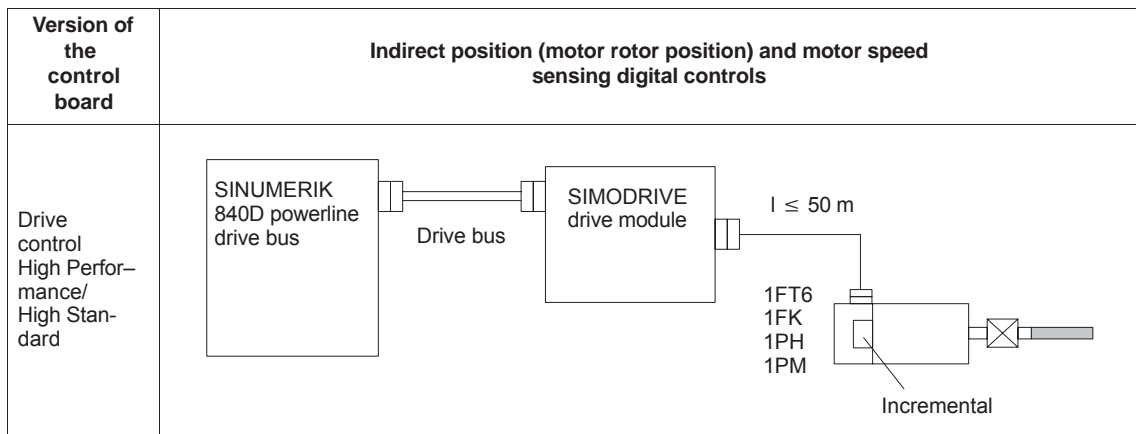 Version of
the
control
board
Indirect position (motor rotor position) and motor speed
sensing digital controls
Drive
control
High Perfor–
mance/
High Stan-
dard
SINUMERIK
840D powerline
drive bus
Drive bus
SIMODRIVE
drive module
l ≤ 50 m
1FT6
1FK
1PH
1PM
Incremental